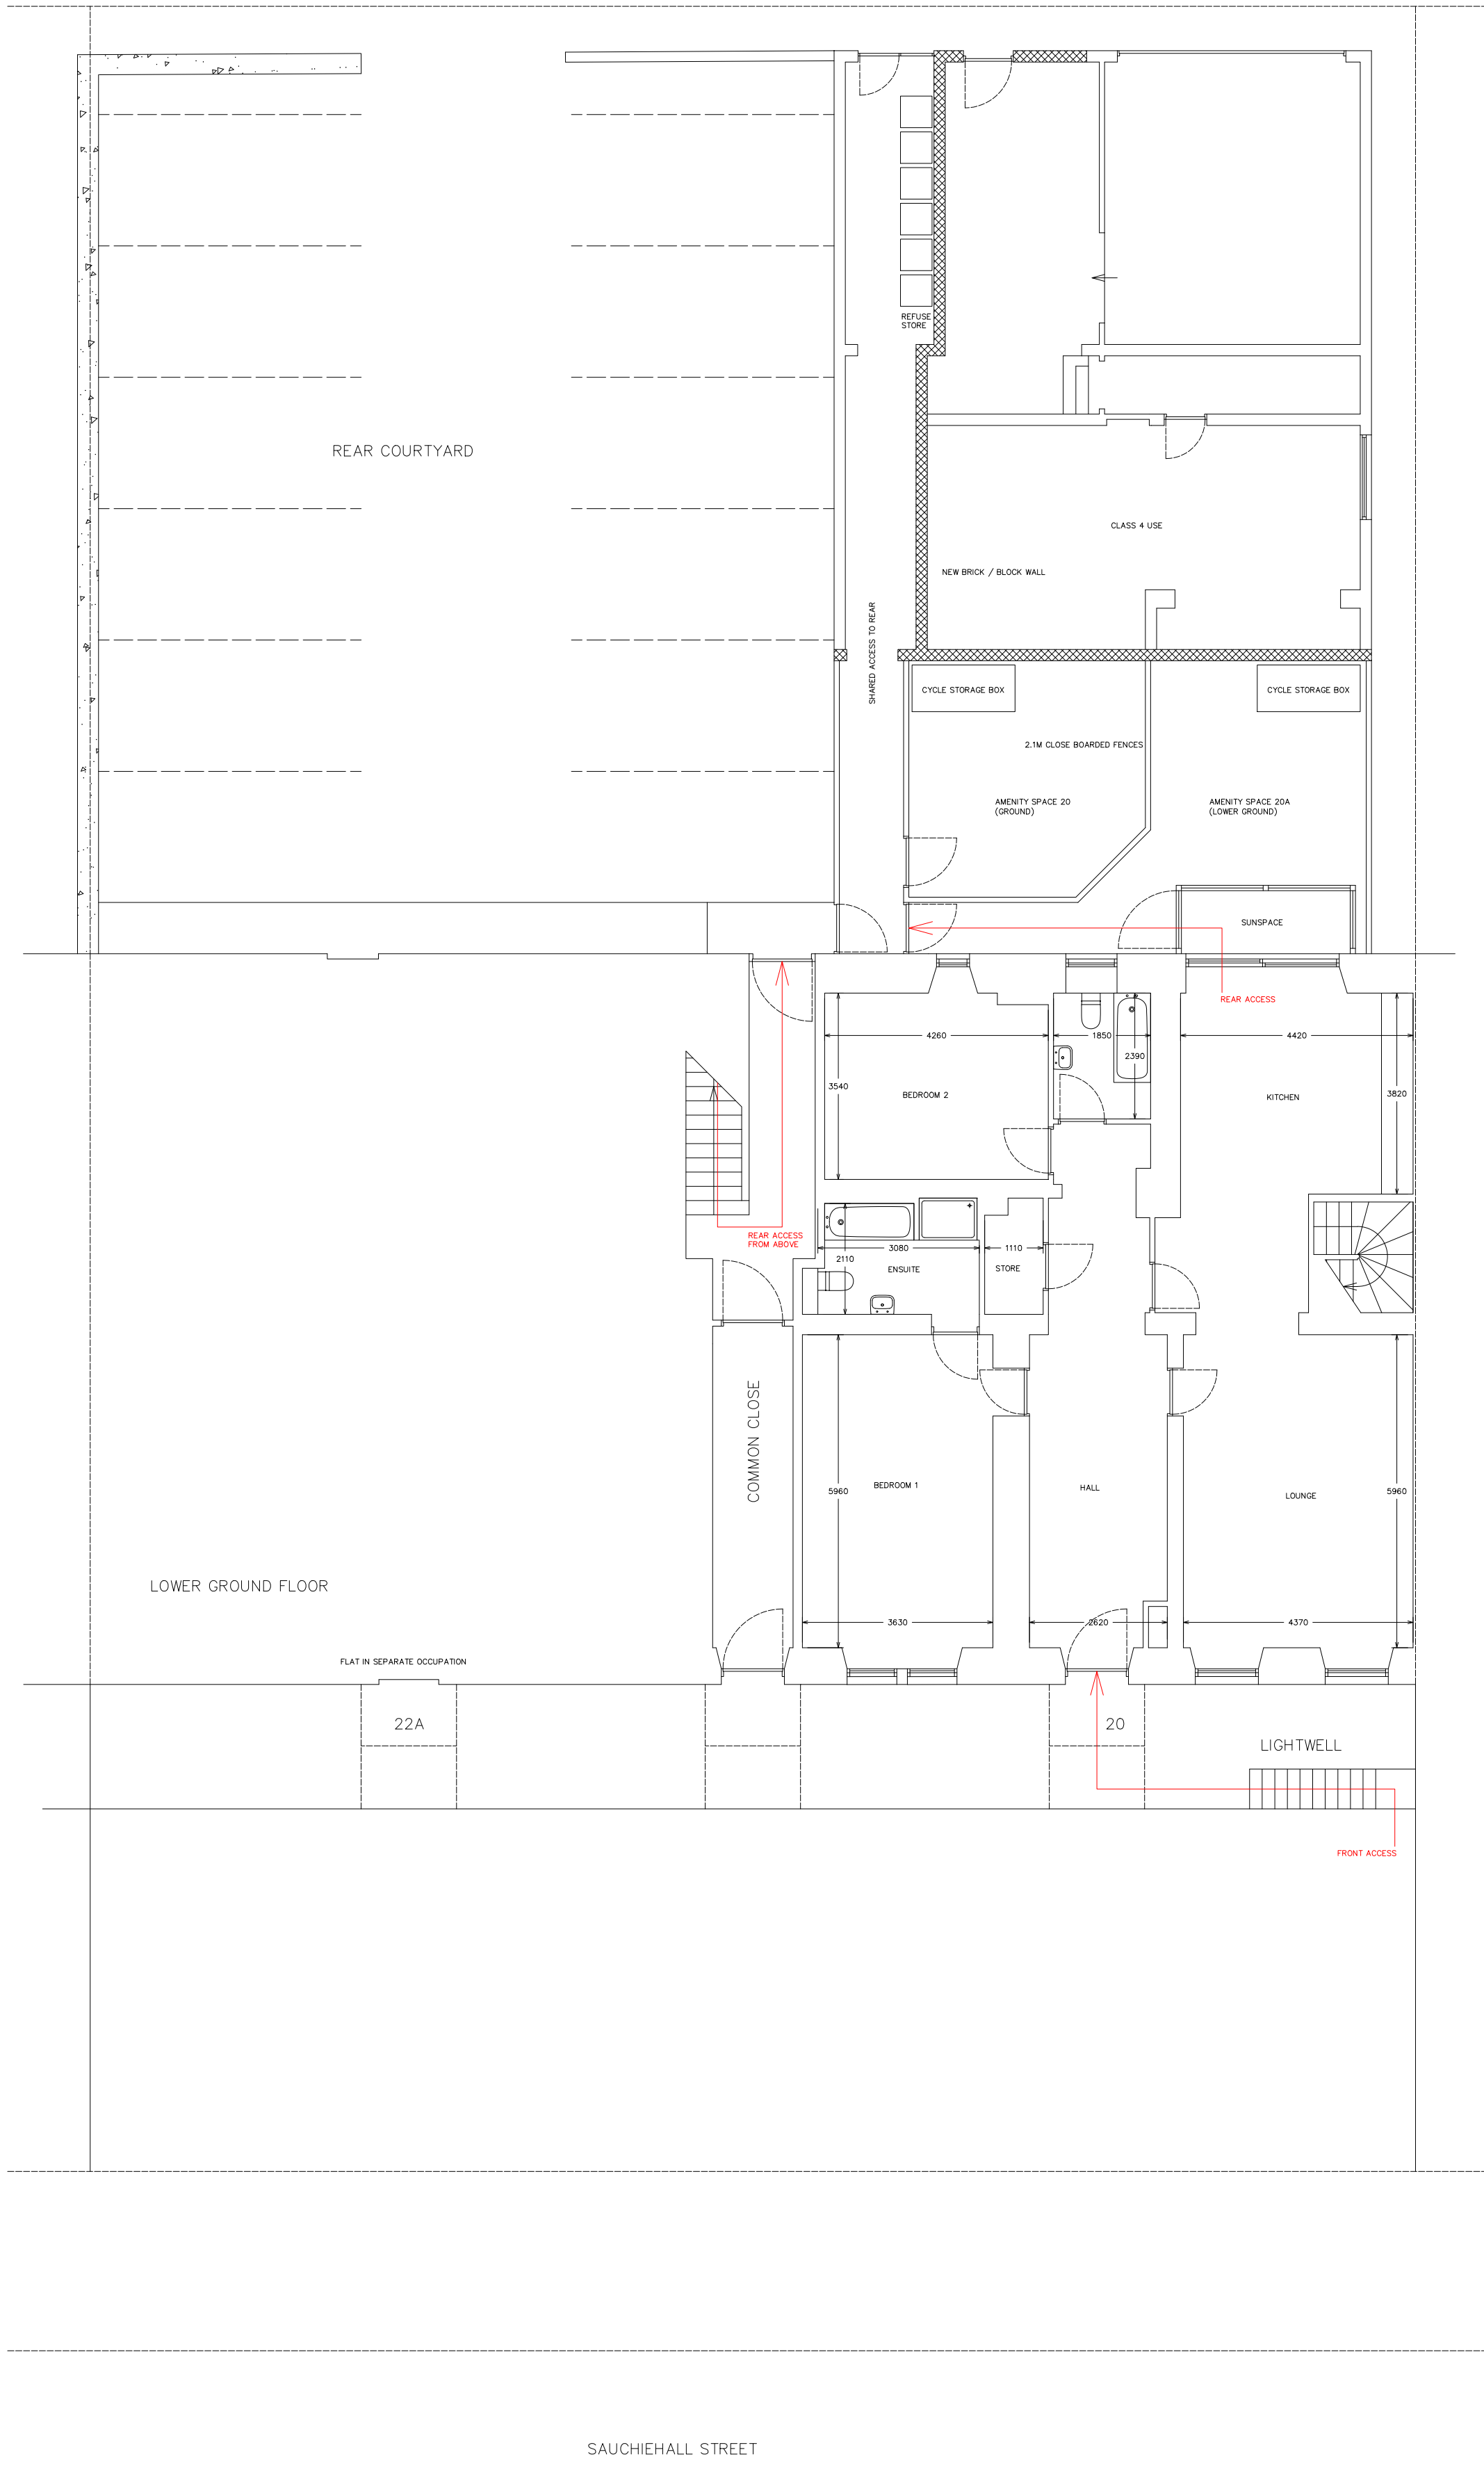 REFUSE
STORE
REAR COURTYARD
CLASS 4 USE
NEW BRICK / BLOCK WALL
SHARED ACCESS TO REAR
CYCLE STORAGE BOX
CYCLE STORAGE BOX
2.1M CLOSE BOARDED FENCES
AMENITY SPACE 20
(GROUND)
AMENITY SPACE 20A
(LOWER GROUND)
SUNSPACE
REAR ACCESS
4260
1850
4420
2390
3540
BEDROOM 2
KITCHEN
3820
REAR ACCESS
FROM ABOVE
3080
1110
2110
ENSUITE
STORE
COMMON CLOSE
BEDROOM 1
5960
HALL
LOUNGE
5960
LOWER GROUND FLOOR
3630
2620
4370
FLAT IN SEPARATE OCCUPATION
22A
20
LIGHTWELL
FRONT ACCESS
SAUCHIEHALL STREET